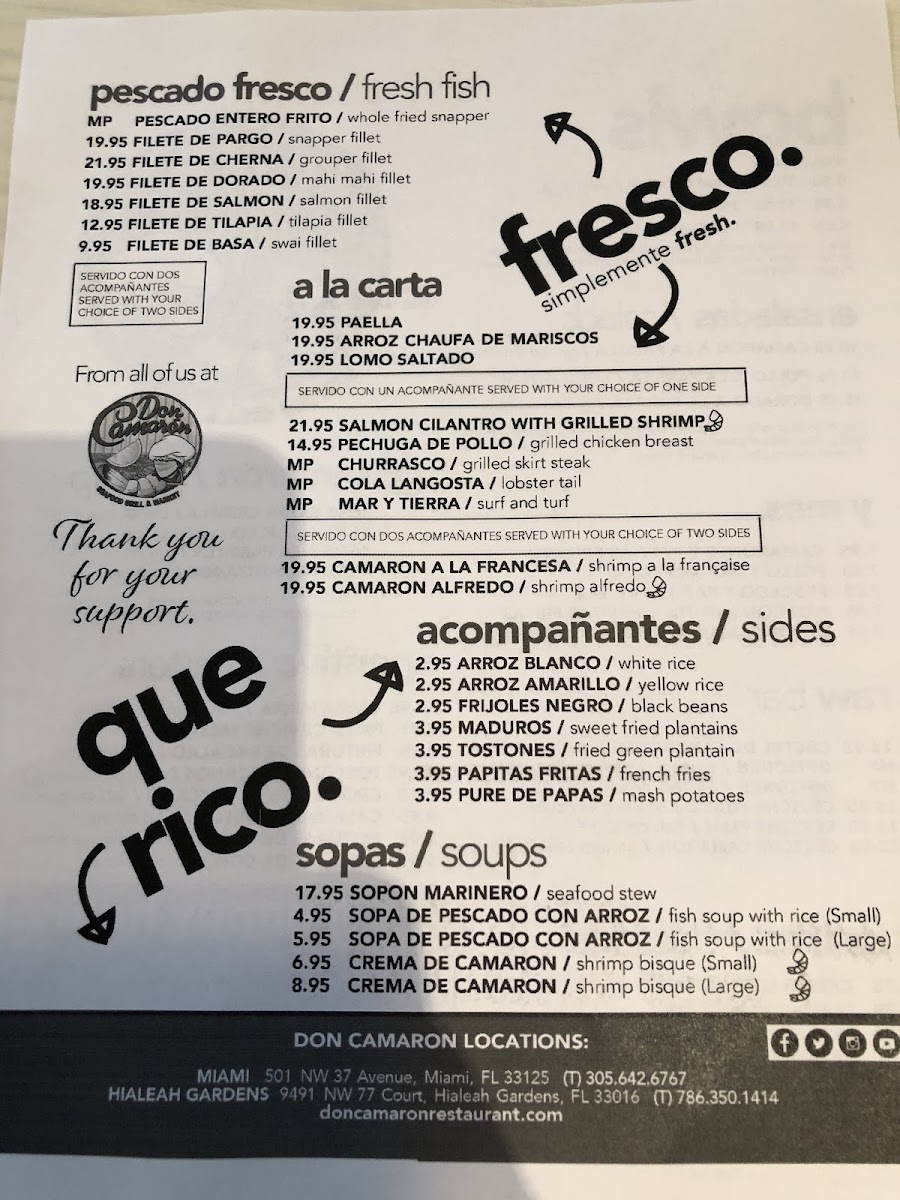 pescado fresco / fresh fish
MP PESCADO ENTERO FRITO / whole fried snapper
19.95 FILETE DE PARGO / snapper fillet
21.95 FILETE DE CHERNA / grouper fillet
19.95 FILETE DE DORADO / mahi mahi fillet
18.95 FILETE DE SALMON / salmon fillet
12.95 FILETE DE TILAPIA / tilapia fillet
9.95 FILETE DE BASA / swai fillet
SERVIDO CON DOS
ACOMPAÑANTES
SERVED WITH YOUR
CHOICE OF TWO SIDES
fresco.
simplemente fresh.
a la carta
19.95 PAELLA
19.95 ARROZ CHAUFA DE MARISCOS
19.95 LOMO SALTADO
SERVIDO CON UN ACOMPAÑANTE SERVED WITH YOUR CHOICE OF ONE SIDE
21.95 SALMON CILANTRO WITH GRILLED SHRIMP
14.95 PECHUGA DE POLLO / grilled chicken breast
MP CHURRASCO / grilled skirt steak
MP COLA LANGOSTA / lobster tail
MP MAR Y TIERRA / surf and turf
SERVIDO CON DOS ACOMPAÑANTES SERVED WITH YOUR CHOICE OF TWO SIDES
19.95 CAMARON A LA FRANCESA / shrimp a la française
19.95 CAMARON ALFREDO / shrimp alfredo
From all of us at
Don
Camarón
SEAFOOD GRILL & MARKET
Thank you
for your
support.
que
rico.
acompañantes / sides
2.95 ARROZ BLANCO / white rice
2.95 ARROZ AMARILLO / yellow rice
2.95 FRIJOLES NEGRO / black beans
3.95 MADUROS / sweet fried plantains
3.95 TOSTONES / fried green plantain
3.95 PAPITAS FRITAS / french fries
3.95 PURE DE PAPAS / mash potatoes
sopas / soups
17.95 SOPON MARINERO / seafood stew
4.95 SOPA DE PESCADO CON ARROZ / fish soup with rice (Small)
5.95 SOPA DE PESCADO CON ARROZ / fish soup with rice (Large)
6.95 CREMA DE CAMARON / shrimp bisque (Small)
8.95 CREMA DE CAMARON / shrimp bisque (Large)
DON CAMARON LOCATIONS:
MIAMI 501 NW 37 Avenue, Miami, FL 33125 (T) 305.642.6767
HIALEAH GARDENS 9491 NW 77 Court, Hialeah Gardens, FL 33016 (T) 786.350.1414
doncamaronrestaurant.com